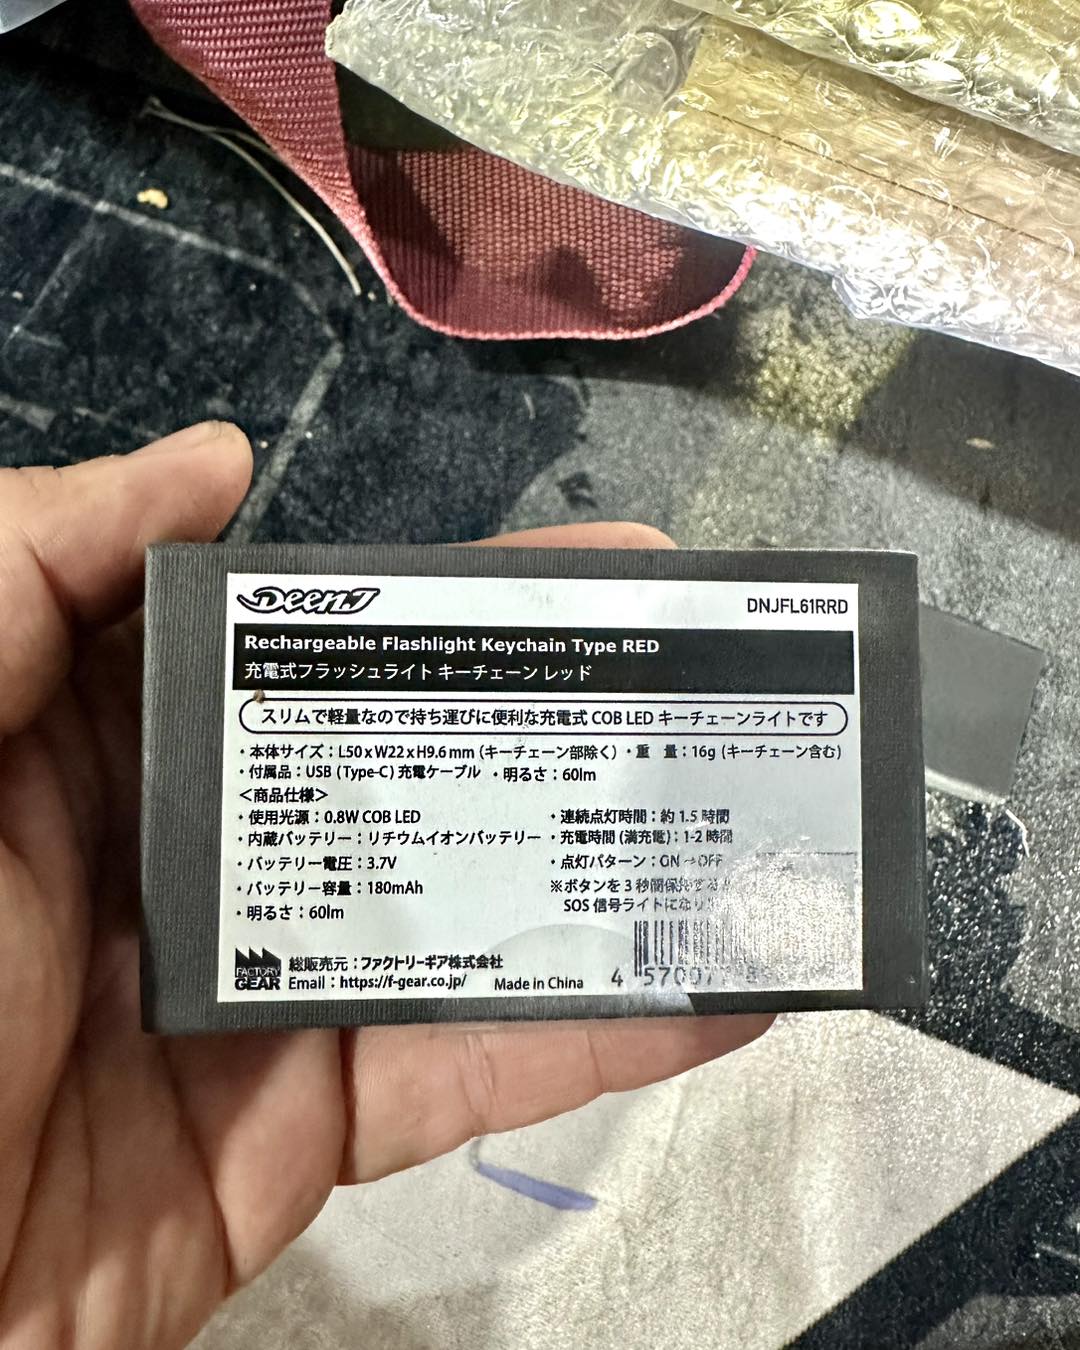 DeenJ
DNJFL61RRD
Rechargeable Flashlight Keychain Type RED
充電式フラッシュライト キーチェーン レッド
スリムで軽量なので持ち運びに便利な充電式 COB LED キーチェーンライトです
・本体サイズ：L50 x W22 x H9.6 mm (キーチェーン部除く) ・重 量：16g (キーチェーン含む)
・付属品：USB (Type-C) 充電ケーブル ・明るさ：60lm
＜商品仕様＞
・使用光源：0.8W COB LED
・連続点灯時間：約 1.5 時間
・内蔵バッテリー：リチウムイオンバッテリー
・充電時間 (満充電)：1-2 時間
・バッテリー電圧：3.7V
・点灯パターン：ON→OFF
・バッテリー容量：180mAh
※ボタンを 3 秒間保持する
・明るさ：60lm
SOS 信号ライトになり
FACTORY GEAR
総販売元：ファクトリーギア株式会社
Email：https://f-gear.co.jp/
Made in China
4 57007